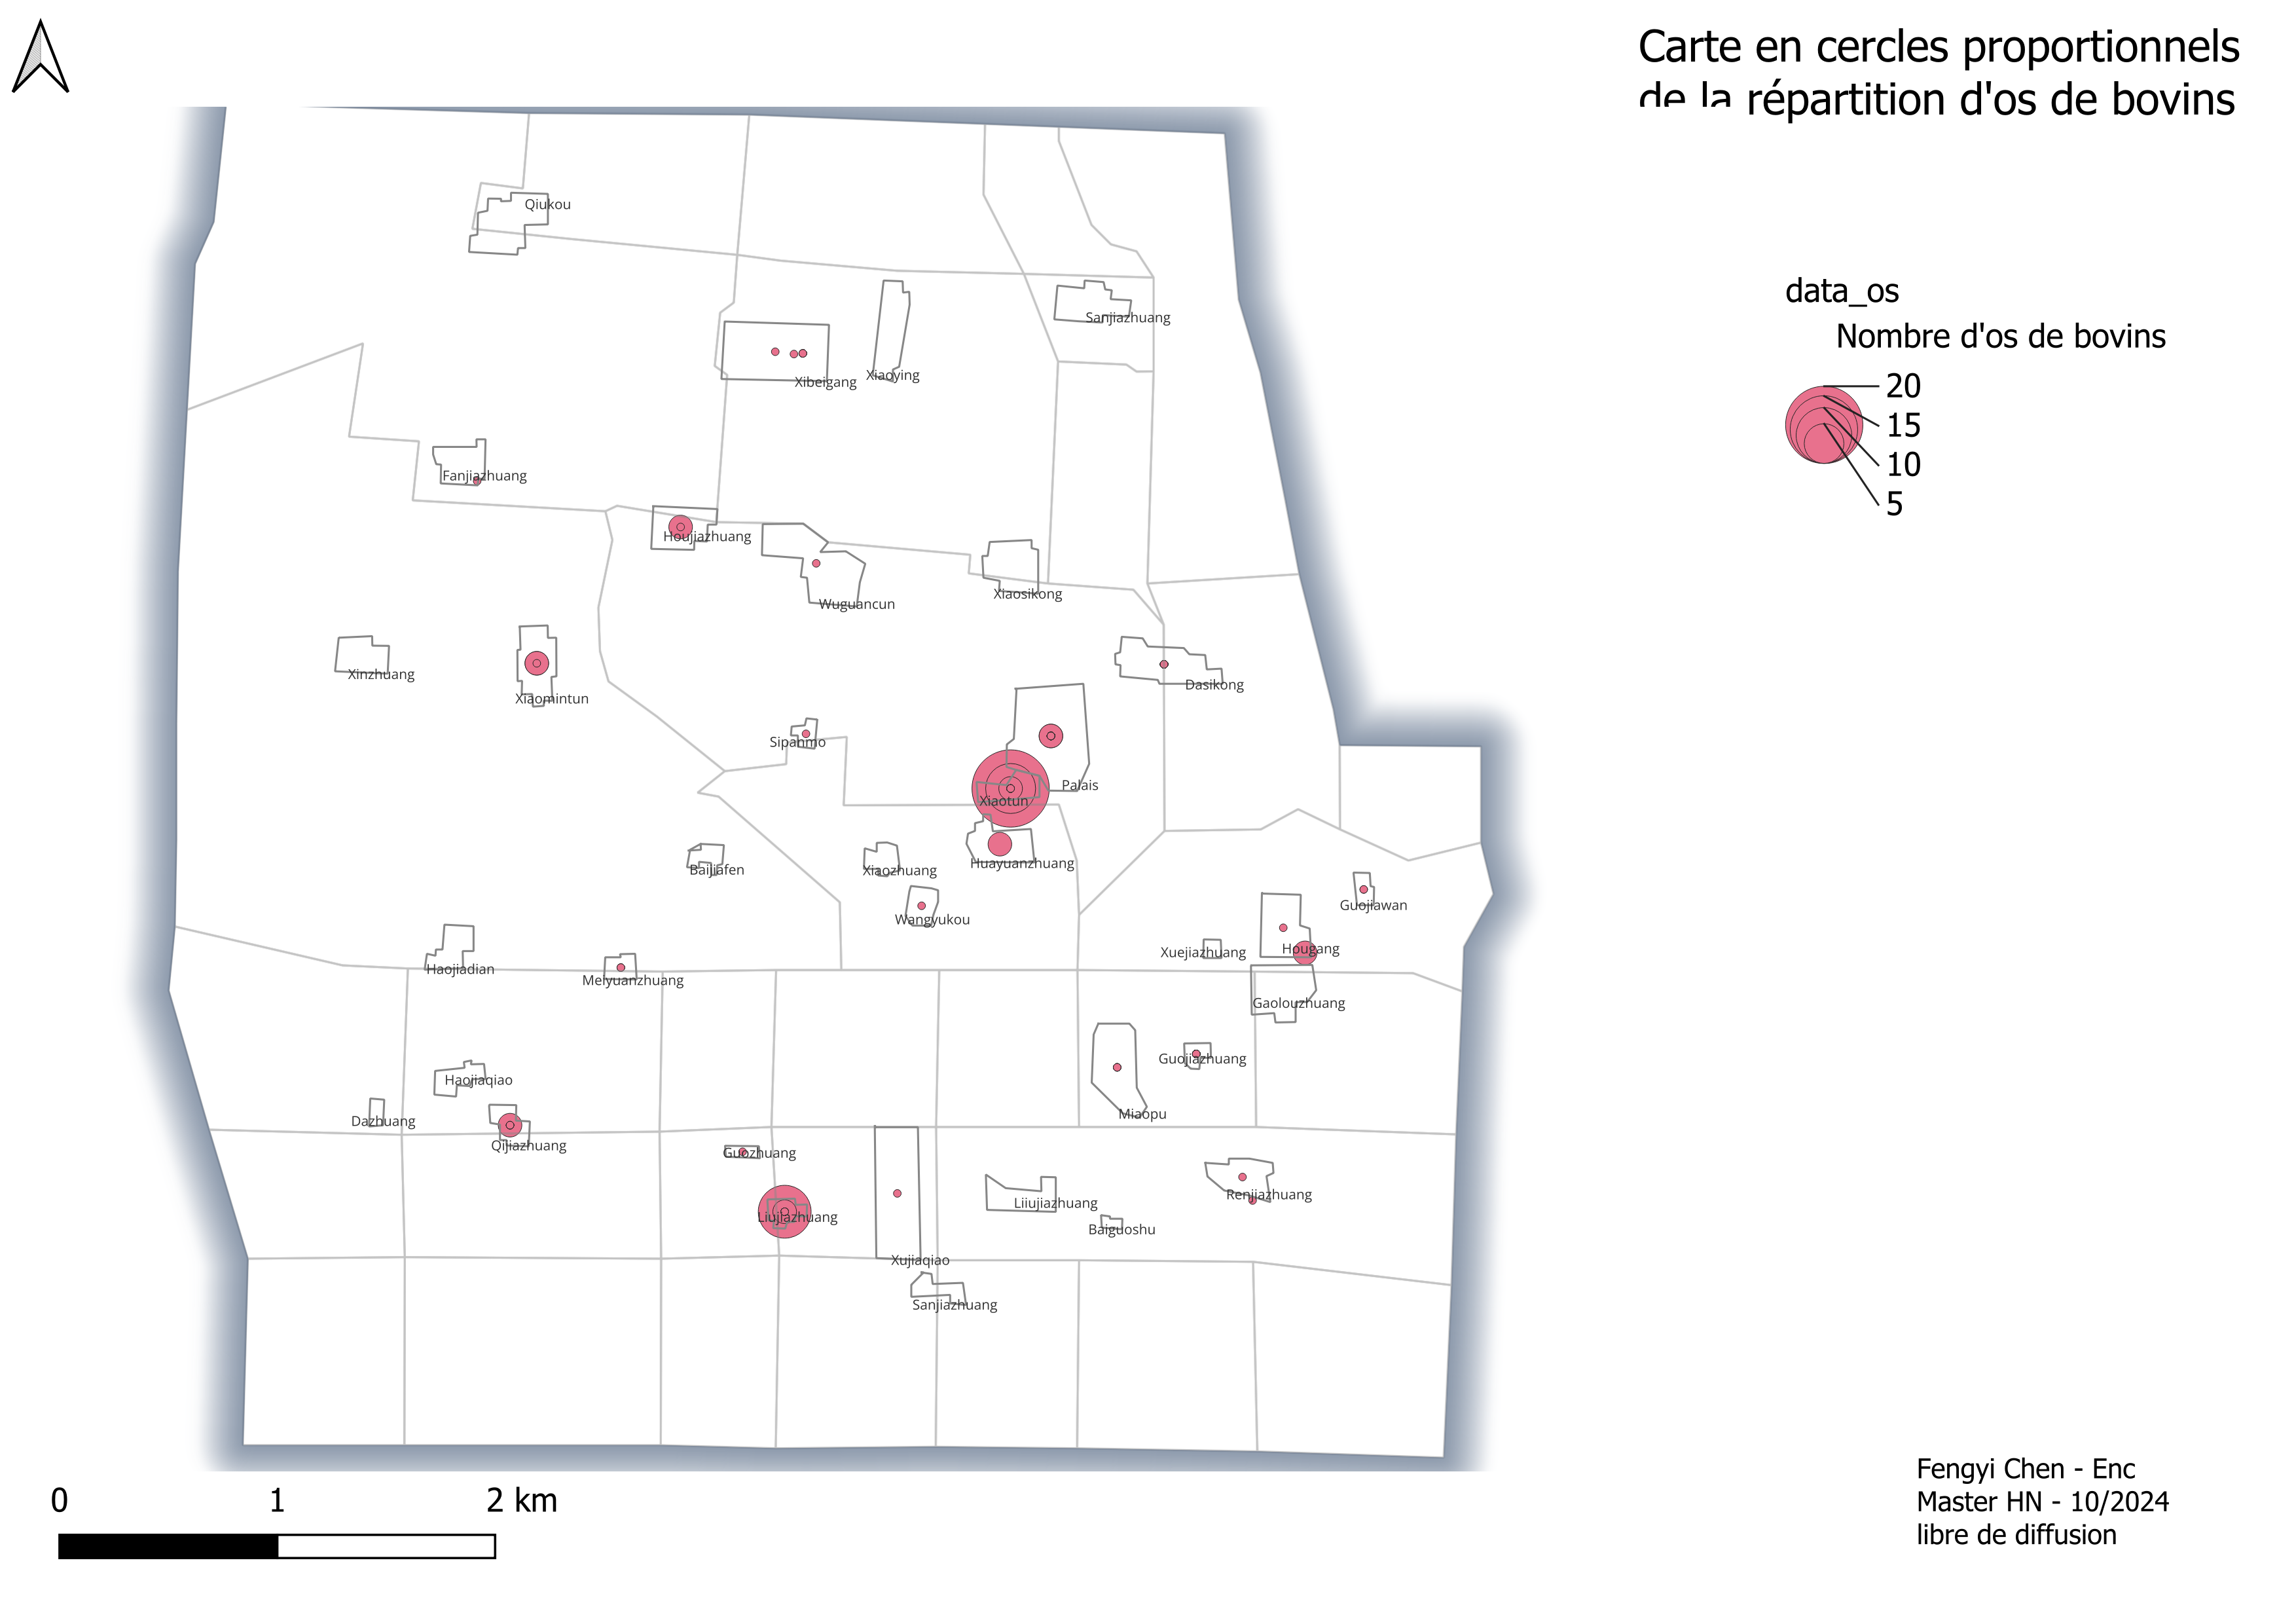 Carte en cercles proportionnels
de la répartition d'os de bovins
data_os
Nombre d'os de bovins
20
15
10
5
Qiukou
Sanjiazhuang
Xibeigang
Xiaoying
Fanjiazhuang
Houjiazhuang
Wuguancun
Xiaosikong
Xinzhuang
Xiaomintun
Dasikong
Sipanmo
Palais
Xiaotun
Huayuanzhuang
Baijiafen
Xiaozhuang
Guojiawan
Wangyukou
Xuejiazhuang
Hougang
Haojiadian
Meiyuanzhuang
Gaolouzhuang
Guojiazhuang
Haojiaqiao
Dazhuang
Miaopu
Qijiazhuang
Guozhuang
Renjiazhuang
Liiujiazhuang
Liujiazhuang
Baiguoshu
Xujiaqiao
Sanjiazhuang
0 1 2 km
Fengyi Chen - Enc
Master HN - 10/2024
libre de diffusion